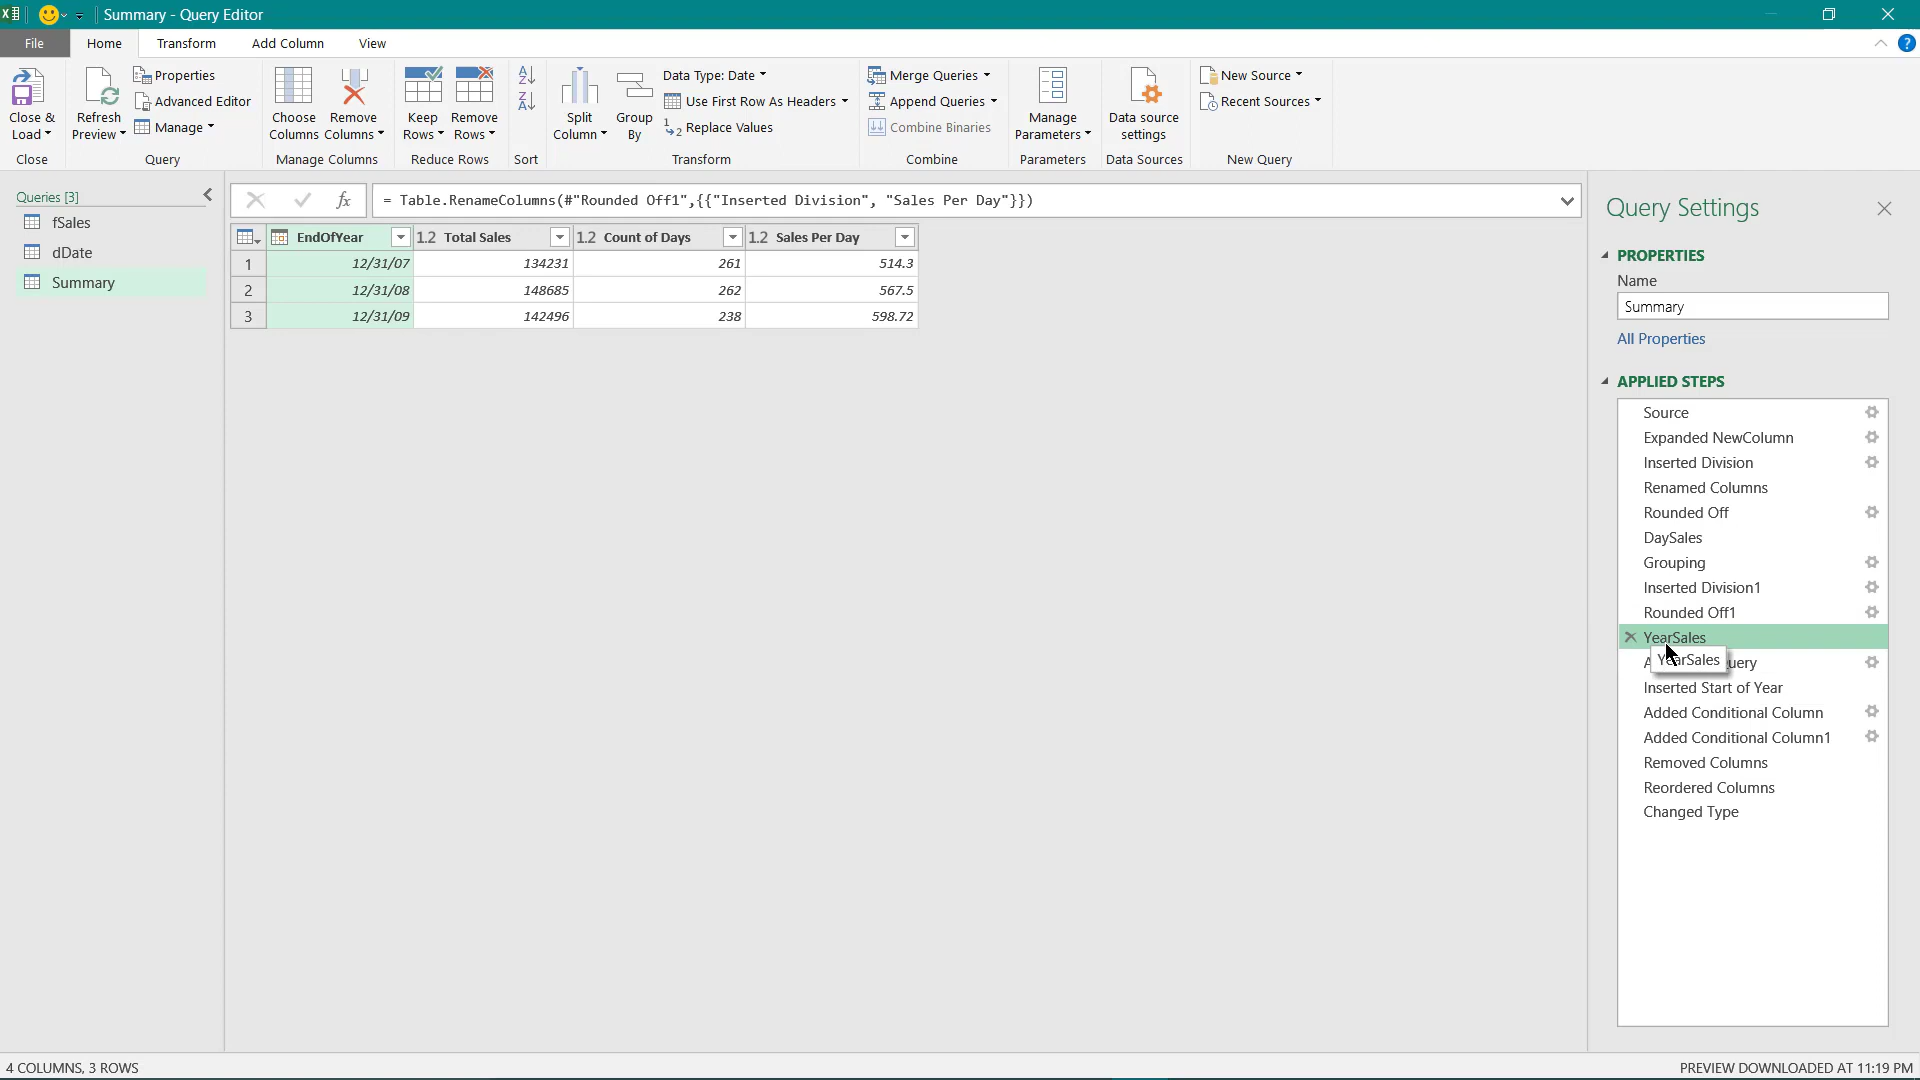 Summary - Query Editor
File
Home
Transform
Add Column
View
Close &
Load
Close
Refresh
Preview
Properties
Advanced Editor
Manage
Query
Choose
Columns
Remove
Columns
Manage Columns
Keep
Rows
Remove
Rows
Reduce Rows
Sort
Split
Column
Group
By
Data Type: Date
Use First Row As Headers
Replace Values
Transform
Merge Queries
Append Queries
Combine Binaries
Combine
Manage
Parameters
Parameters
Data source
settings
Data Sources
New Source
Recent Sources
New Query
Queries [3]
fSales
dDate
Summary
fx
= Table.RenameColumns(#"Rounded Off1",{{"Inserted Division", "Sales Per Day"}})
EndOfYear 1.2 Total Sales 1.2 Count of Days 1.2 Sales Per Day
1 12/31/07 134231 261 514.3
2 12/31/08 148685 262 567.5
3 12/31/09 142496 238 598.72
Query Settings
PROPERTIES
Name
Summary
All Properties
APPLIED STEPS
Source
Expanded NewColumn
Inserted Division
Renamed Columns
Rounded Off
DaySales
Grouping
Inserted Division1
Rounded Off1
YearSales
YearSales
Inserted Start of Year
Added Conditional Column
Added Conditional Column1
Removed Columns
Reordered Columns
Changed Type
4 COLUMNS, 3 ROWS
PREVIEW DOWNLOADED AT 11:19 PM